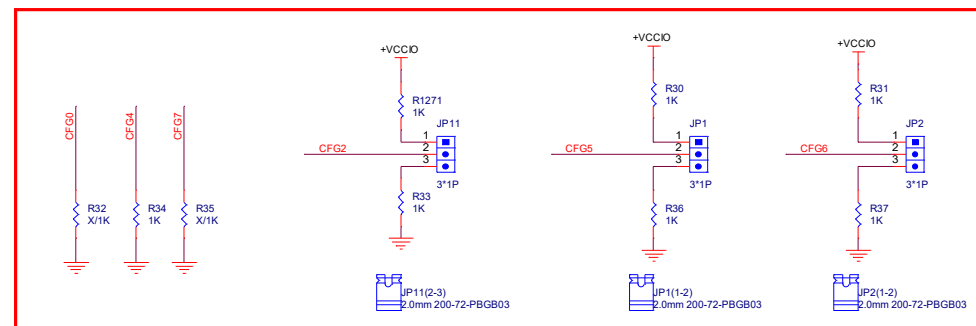 +VCCIO
R1271
1K
JP11
1
2
3
CFG2
3*1P
R33
1K
JP11(2-3)
2.0mm 200-72-PBGB03
+VCCIO
R30
1K
JP1
1
2
3
CFG5
3*1P
R36
1K
JP1(1-2)
2.0mm 200-72-PBGB03
+VCCIO
R31
1K
JP2
1
2
3
CFG6
3*1P
R37
1K
JP2(1-2)
2.0mm 200-72-PBGB03
CFG0
CFG4
CFG7
R32
X/1K
R34
1K
R35
X/1K